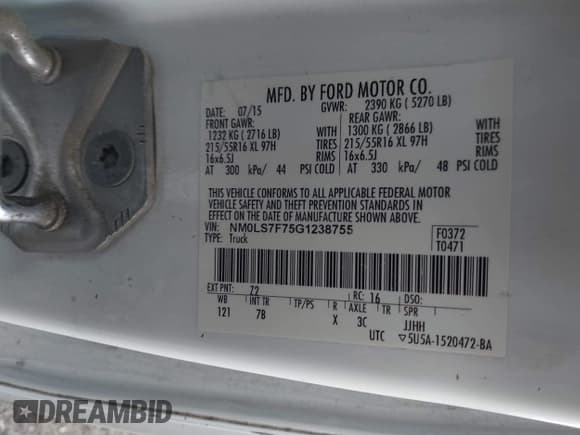 MFD. BY FORD MOTOR CO.
DATE: 07/15 GVWR: 2390 KG ( 5270 LB)
FRONT GAWR: REAR GAWR:
1232 KG ( 2716 LB) WITH 1300 KG ( 2866 LB) WITH
215/55R16 XL 97H TIRES 215/55R16 XL 97H TIRES
16x6.5J RIMS 16x6.5J RIMS
AT 300 kPa/ 44 PSI COLD AT 330 kPa/ 48 PSI COLD
THIS VEHICLE CONFORMS TO ALL APPLICABLE FEDERAL MOTOR
VEHICLE SAFETY AND BUMPER STANDARDS IN
EFFECT ON THE DATE OF MANUFACTURE SHOWN ABOVE.
VIN: NM0LS7F75G1238755 F0372
TYPE: Truck T0471
EXT PNT: Z2 RC: 16 DSO:
WB INT TR TP/PS R AXLE TR SPR
121 7B X 3C JJHH
UTC ▽5U5A-1520472-BA
DREAMBID